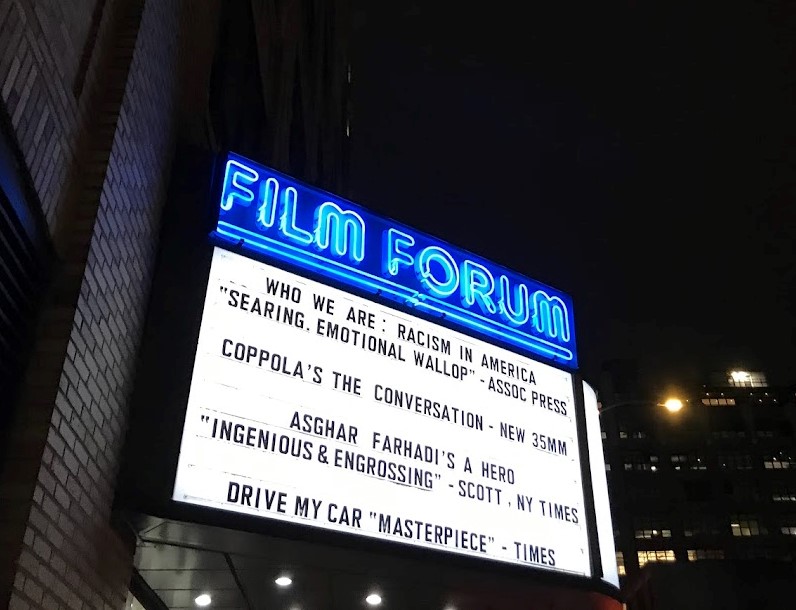 FILM FORUM
WHO WE ARE: RACISM IN AMERICA
"SEARING, EMOTIONAL WALLOP" - ASSOC PRESS
COPPOLA'S THE CONVERSATION - NEW 35MM
ASGHAR FARHADI'S A HERO
"INGENIOUS & ENGROSSING" - SCOTT, NY TIMES
DRIVE MY CAR "MASTERPIECE" - TIMES